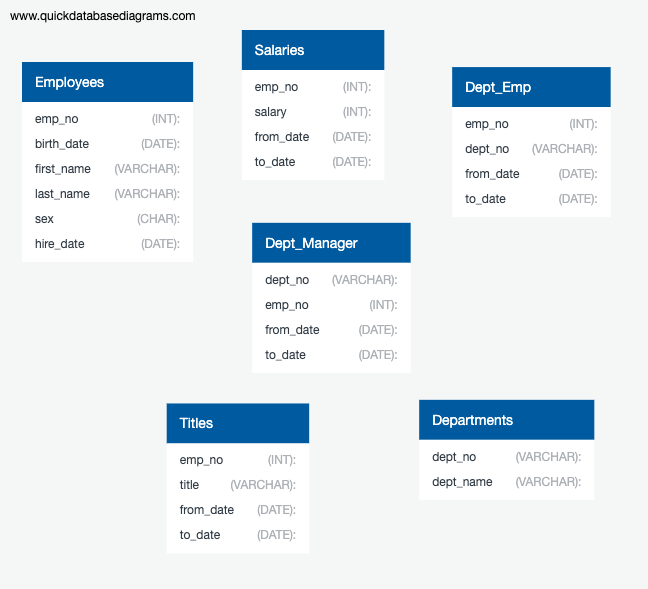 www.quickdatabasediagrams.com
Employees
emp_no (INT):
birth_date (DATE):
first_name (VARCHAR):
last_name (VARCHAR):
sex (CHAR):
hire_date (DATE):
Salaries
emp_no (INT):
salary (INT):
from_date (DATE):
to_date (DATE):
Dept_Emp
emp_no (INT):
dept_no (VARCHAR):
from_date (DATE):
to_date (DATE):
Dept_Manager
dept_no (VARCHAR):
emp_no (INT):
from_date (DATE):
to_date (DATE):
Titles
emp_no (INT):
title (VARCHAR):
from_date (DATE):
to_date (DATE):
Departments
dept_no (VARCHAR):
dept_name (VARCHAR):